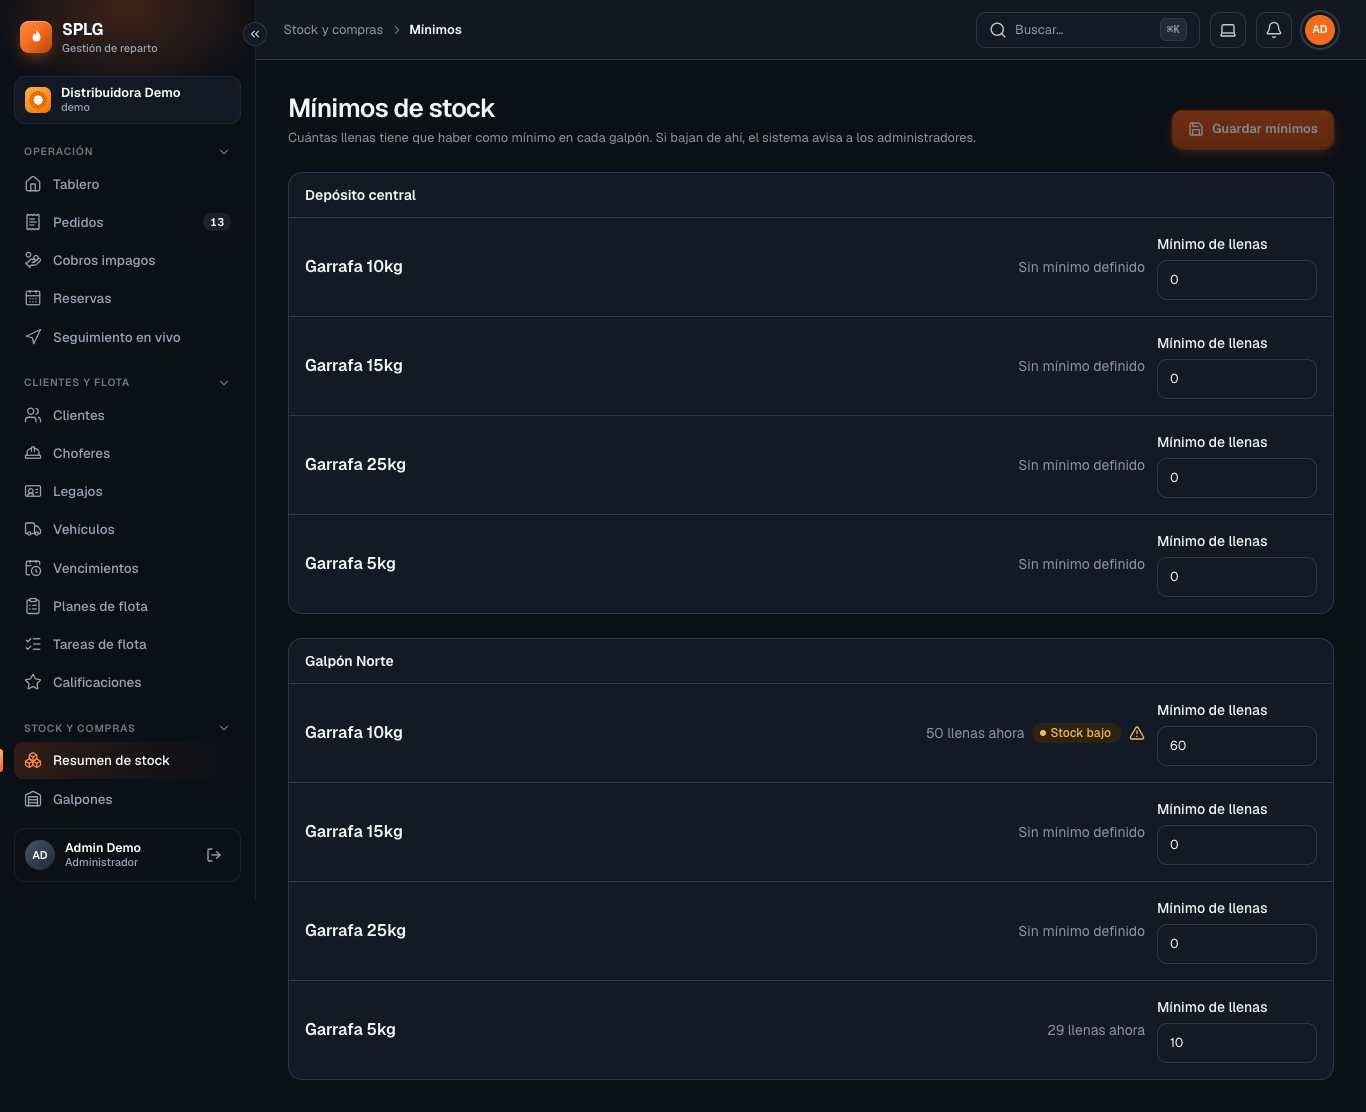 SPLG
Gestión de reparto
Distribuidora Demo
demo
OPERACIÓN
Tablero
Pedidos 13
Cobros impagos
Reservas
Seguimiento en vivo
CLIENTES Y FLOTA
Clientes
Choferes
Legajos
Vehículos
Vencimientos
Planes de flota
Tareas de flota
Calificaciones
STOCK Y COMPRAS
Resumen de stock
Galpones
AD
Admin Demo
Administrador
Stock y compras > Mínimos
Buscar... ⌘K
AD
Mínimos de stock
Cuántas llenas tiene que haber como mínimo en cada galpón. Si bajan de ahí, el sistema avisa a los administradores.
Guardar mínimos
Depósito central
Mínimo de llenas
Garrafa 10kg Sin mínimo definido 0
Mínimo de llenas
Garrafa 15kg Sin mínimo definido 0
Mínimo de llenas
Garrafa 25kg Sin mínimo definido 0
Mínimo de llenas
Garrafa 5kg Sin mínimo definido 0
Galpón Norte
Mínimo de llenas
Garrafa 10kg 50 llenas ahora Stock bajo 60
Mínimo de llenas
Garrafa 15kg Sin mínimo definido 0
Mínimo de llenas
Garrafa 25kg Sin mínimo definido 0
Mínimo de llenas
Garrafa 5kg 29 llenas ahora 10